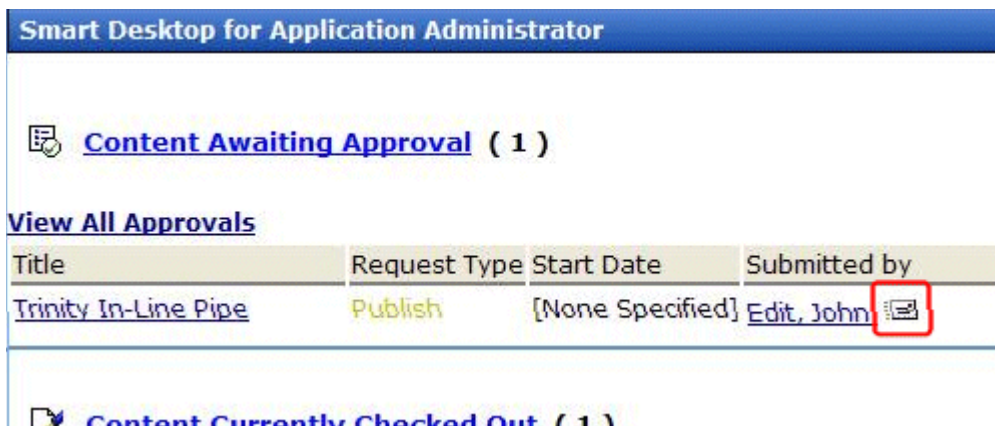 Smart Desktop for Application Administrator
Content Awaiting Approval ( 1 )
View All Approvals
Title Request Type Start Date Submitted by
Trinity In-Line Pipe Publish [None Specified] Edit, John
Content Currently Checked Out ( 1 )